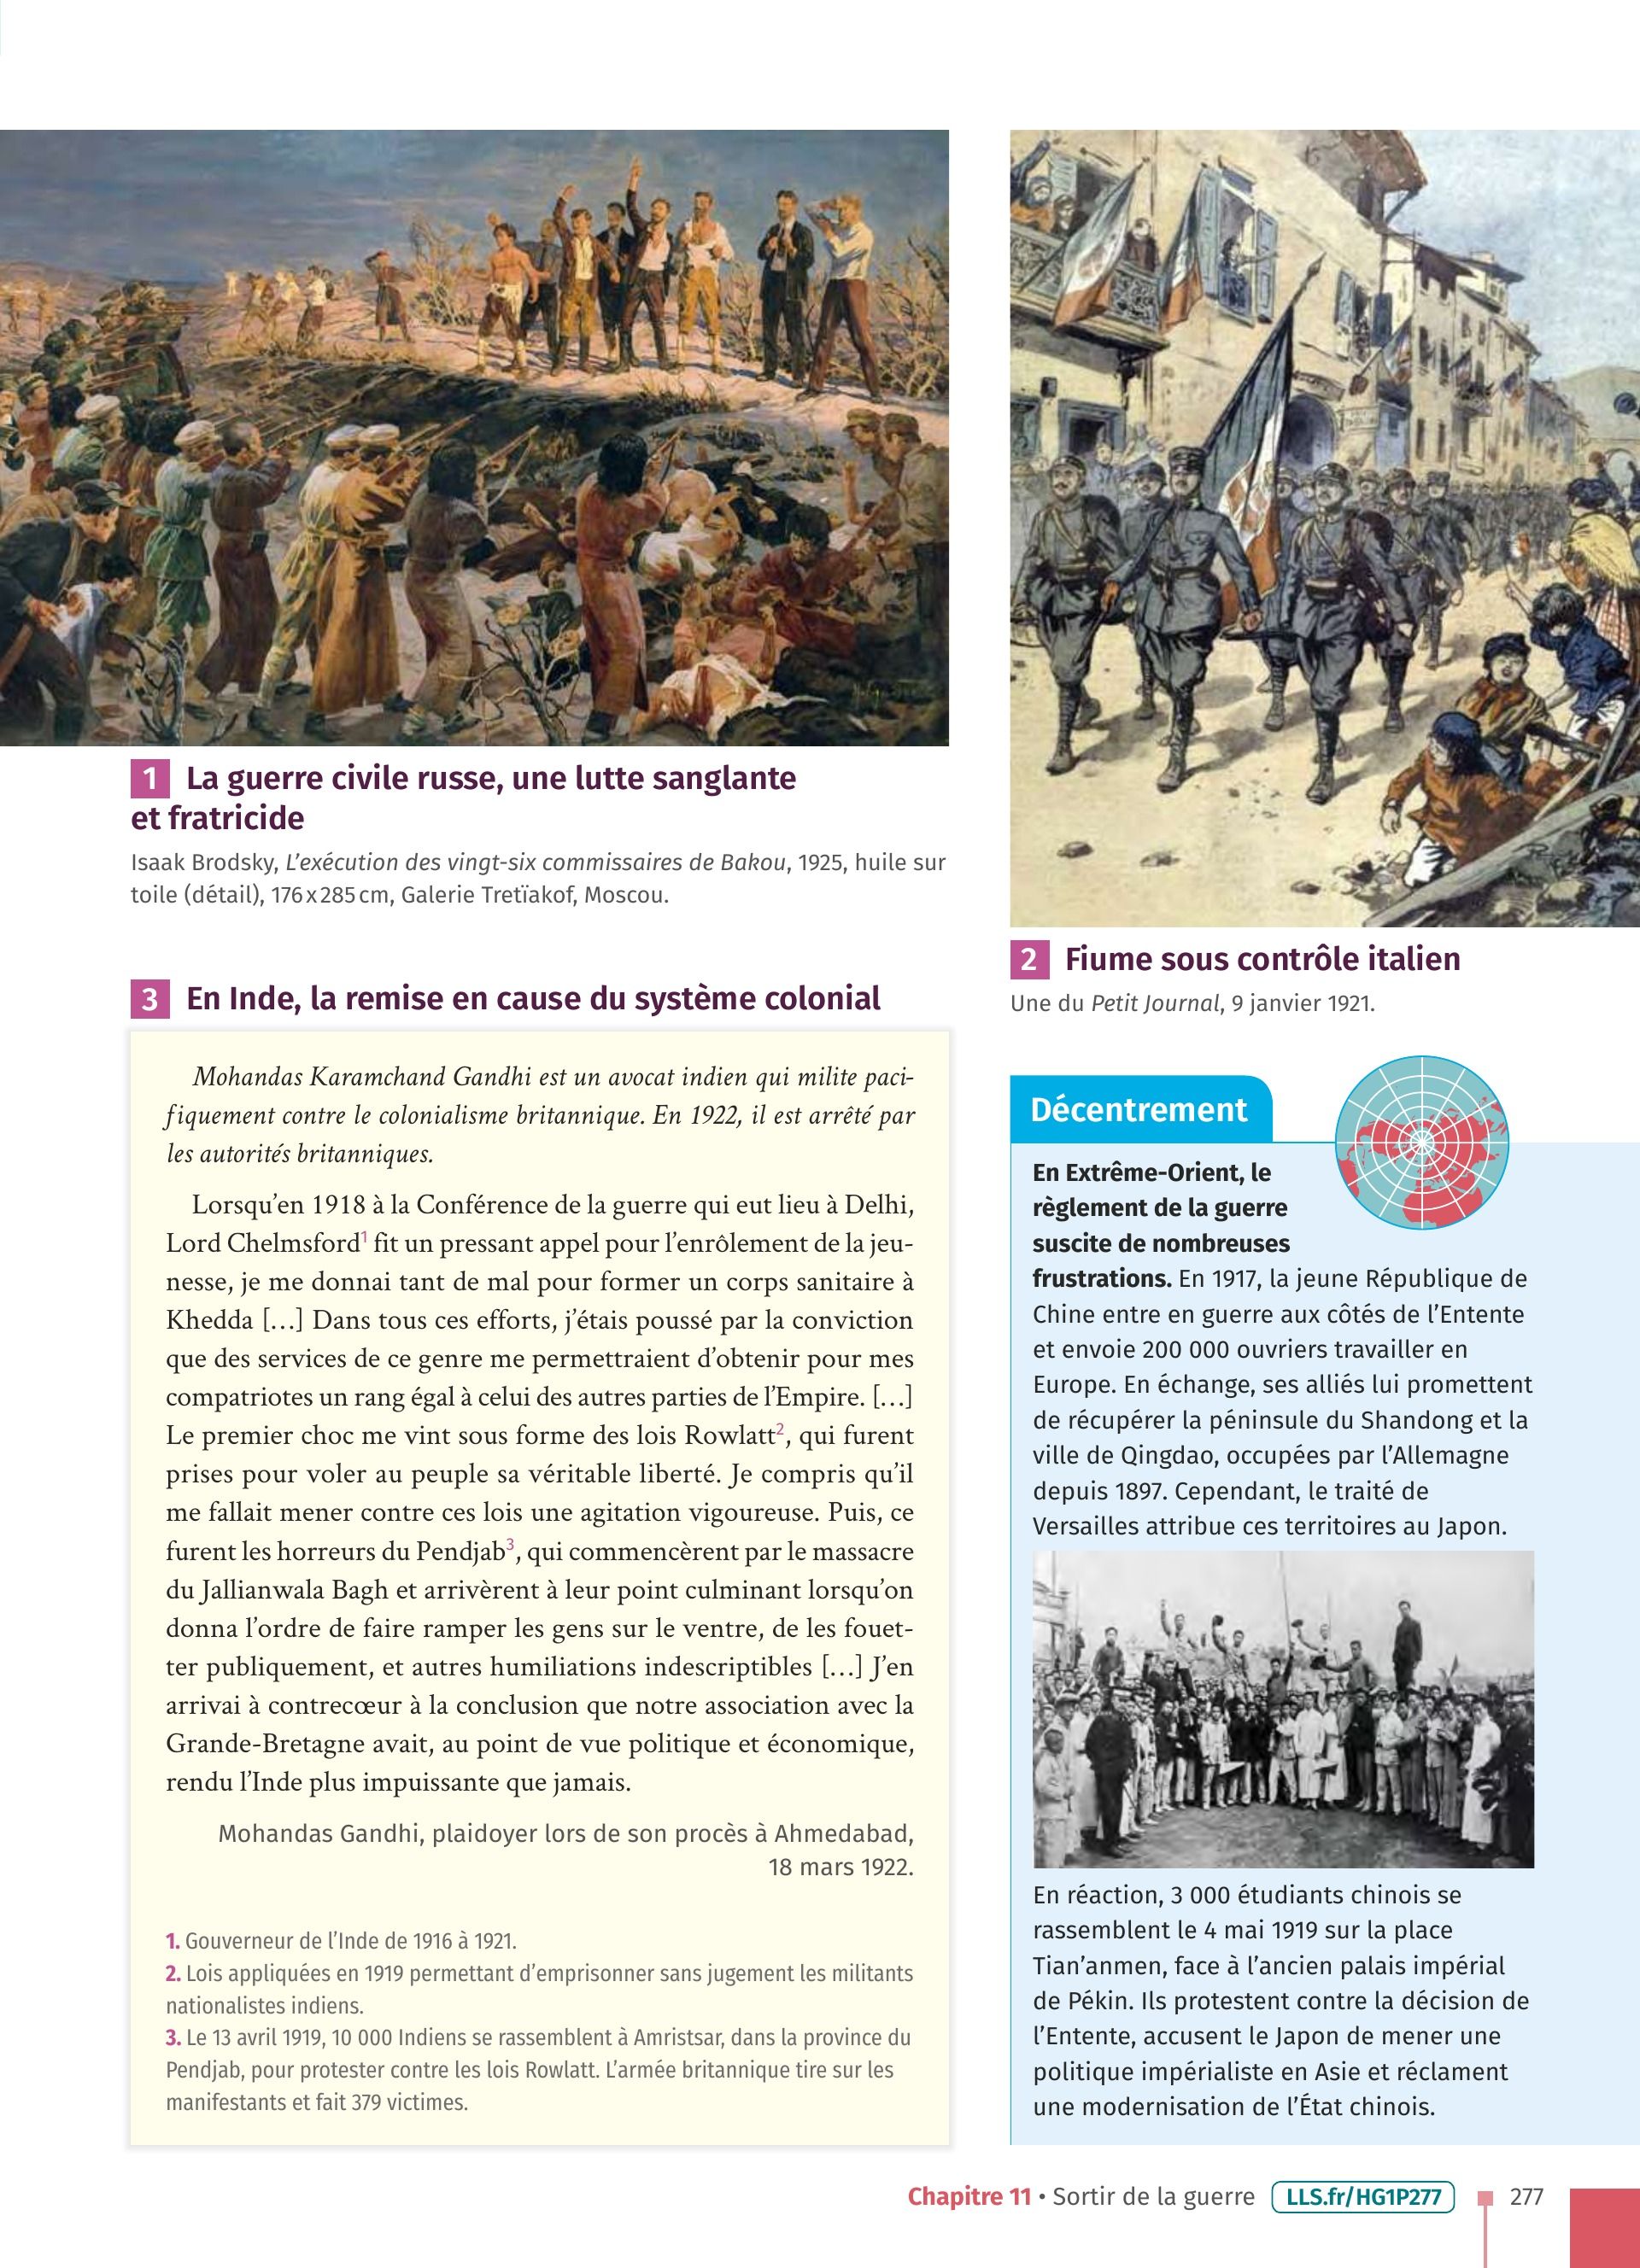 1 La guerre civile russe, une lutte sanglante
et fratricide
Isaak Brodsky, L’exécution des vingt-six commissaires de Bakou, 1925, huile sur
toile (détail), 176 x 285 cm, Galerie Tretïakof, Moscou.
2 Fiume sous contrôle italien
Une du Petit Journal, 9 janvier 1921.
3 En Inde, la remise en cause du système colonial
Mohandas Karamchand Gandhi est un avocat indien qui milite paci-
fiquement contre le colonialisme britannique. En 1922, il est arrêté par
les autorités britanniques.
Lorsqu’en 1918 à la Conférence de la guerre qui eut lieu à Delhi,
Lord Chelmsford1 fit un pressant appel pour l’enrôlement de la jeu-
nesse, je me donnai tant de mal pour former un corps sanitaire à
Khedda […] Dans tous ces efforts, j’étais poussé par la conviction
que des services de ce genre me permettraient d’obtenir pour mes
compatriotes un rang égal à celui des autres parties de l’Empire. […]
Le premier choc me vint sous forme des lois Rowlatt2, qui furent
prises pour voler au peuple sa véritable liberté. Je compris qu’il
me fallait mener contre ces lois une agitation vigoureuse. Puis, ce
furent les horreurs du Pendjab3, qui commencèrent par le massacre
du Jallianwala Bagh et arrivèrent à leur point culminant lorsqu’on
donna l’ordre de faire ramper les gens sur le ventre, de les fouet-
ter publiquement, et autres humiliations indescriptibles […] J’en
arrivai à contrecœur à la conclusion que notre association avec la
Grande-Bretagne avait, au point de vue politique et économique,
rendu l’Inde plus impuissante que jamais.
Mohandas Gandhi, plaidoyer lors de son procès à Ahmedabad,
18 mars 1922.
1. Gouverneur de l’Inde de 1916 à 1921.
2. Lois appliquées en 1919 permettant d’emprisonner sans jugement les militants
nationalistes indiens.
3. Le 13 avril 1919, 10 000 Indiens se rassemblent à Amristsar, dans la province du
Pendjab, pour protester contre les lois Rowlatt. L’armée britannique tire sur les
manifestants et fait 379 victimes.
Décentrement
En Extrême-Orient, le
règlement de la guerre
suscite de nombreuses
frustrations. En 1917, la jeune République de
Chine entre en guerre aux côtés de l’Entente
et envoie 200 000 ouvriers travailler en
Europe. En échange, ses alliés lui promettent
de récupérer la péninsule du Shandong et la
ville de Qingdao, occupées par l’Allemagne
depuis 1897. Cependant, le traité de
Versailles attribue ces territoires au Japon.
En réaction, 3 000 étudiants chinois se
rassemblent le 4 mai 1919 sur la place
Tian’anmen, face à l’ancien palais impérial
de Pékin. Ils protestent contre la décision de
l’Entente, accusent le Japon de mener une
politique impérialiste en Asie et réclament
une modernisation de l’État chinois.
Chapitre 11 • Sortir de la guerre LLS.fr/HG1P277 277